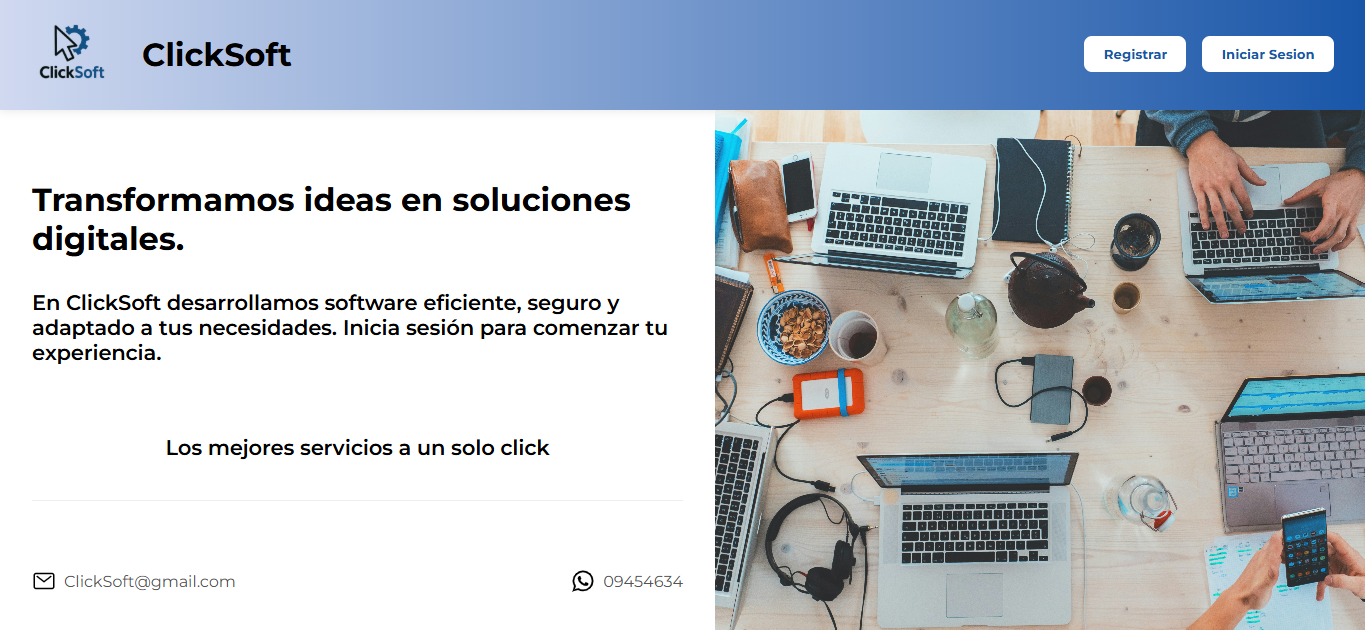 ClickSoft
ClickSoft
Registrar
Iniciar Sesion
Transformamos ideas en soluciones
digitales.
En ClickSoft desarrollamos software eficiente, seguro y
adaptado a tus necesidades. Inicia sesión para comenzar tu
experiencia.
Los mejores servicios a un solo click
ClickSoft@gmail.com
09454634